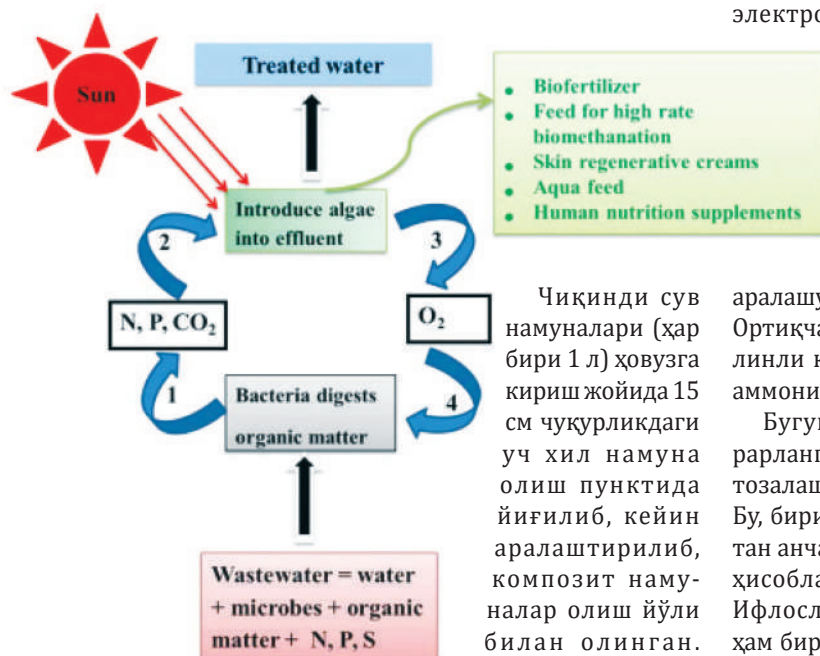 электро
Treated water
Sun
• Biofertilizer
• Feed for high rate
biomethanation
• Skin regenerative creams
• Aqua feed
• Human nutrition supplements
Introduce algae
into effluent
2
3
N, P, CO₂
O₂
1
4
Bacteria digests
organic matter
Wastewater = water
+ microbes + organic
matter + N, P, S
Чиқинди сув
намуналари (ҳар
бири 1 л) ҳовузга
кириш жойида 15
см чуқурликдаги
уч хил намуна
олиш пунктида
йиғилиб, кейин
аралаштирилиб,
композит наму-
налар олиш йўли
билан олинган.
аралашу
Ортиқча
линли к
аммони
Бугун
рарланг
тозалаш
Бу, бири
тан анча
ҳисобла
Ифлосл
ҳам бир